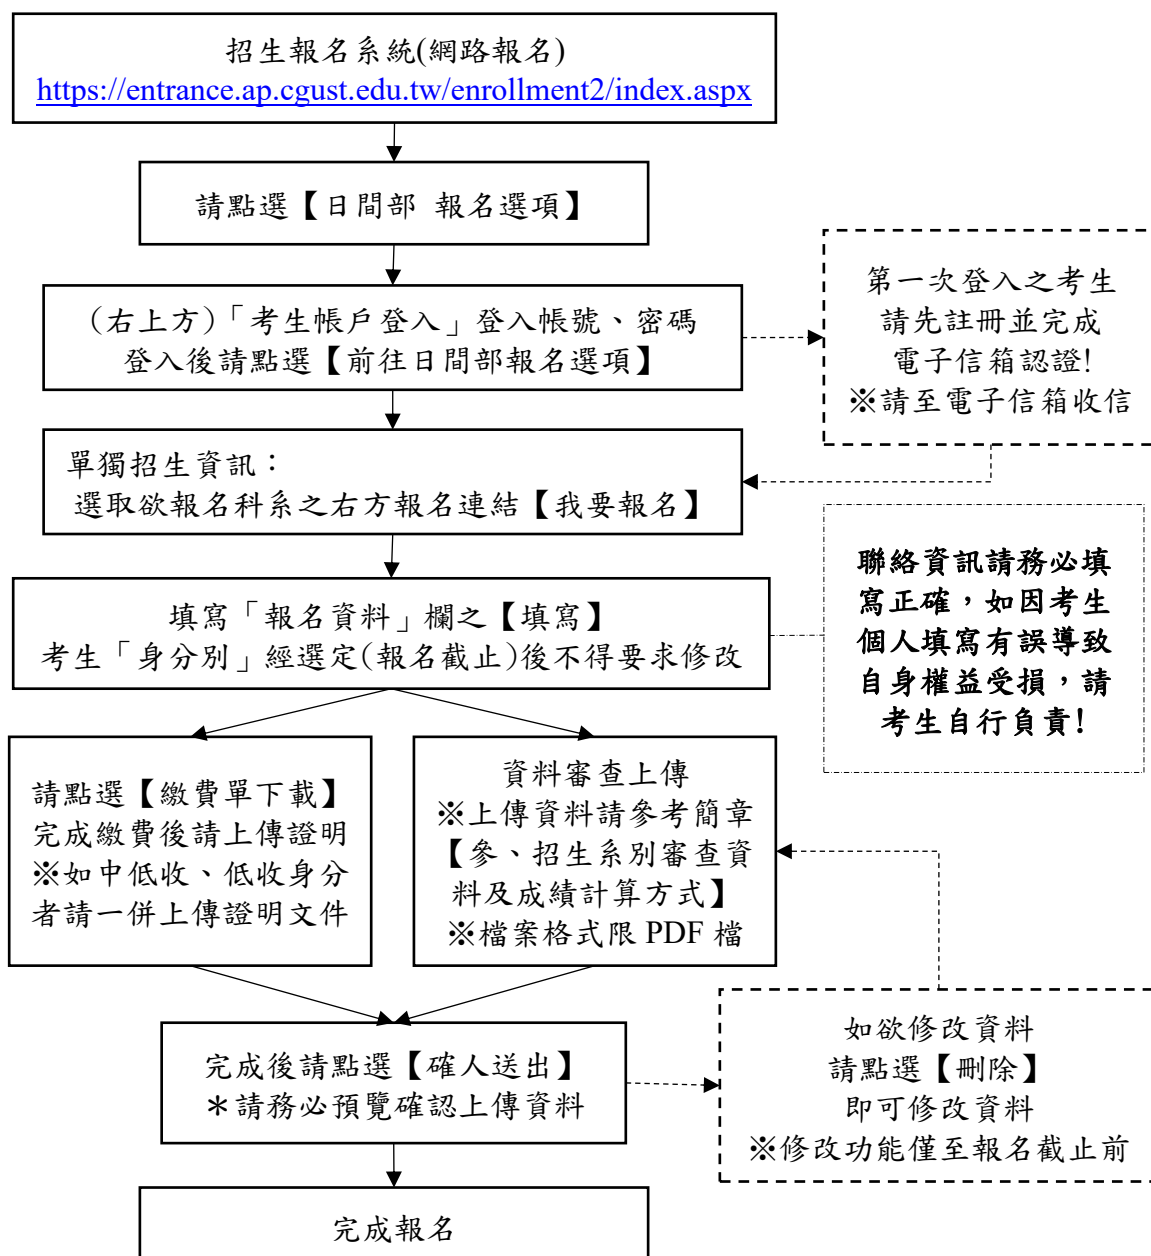 招生報名系統(網路報名)
https://entrance.ap.cgust.edu.tw/enrollment2/index.aspx
請點選【日間部 報名選項】
(右上方)「考生帳戶登入」登入帳號、密碼
登入後請點選【前往日間部報名選項】
第一次登入之考生
請先註冊並完成
電子信箱認證!
※請至電子信箱收信
單獨招生資訊：
選取欲報名科系之右方報名連結【我要報名】
填寫「報名資料」欄之【填寫】
考生「身分別」經選定(報名截止)後不得要求修改
聯絡資訊請務必填
寫正確，如因考生
個人填寫有誤導致
自身權益受損，請
考生自行負責!
請點選【繳費單下載】
完成繳費後請上傳證明
※如中低收、低收身分
者請一併上傳證明文件
資料審查上傳
※上傳資料請參考簡章
【參、招生系別審查資
料及成績計算方式】
※檔案格式限 PDF 檔
完成後請點選【確人送出】
＊請務必預覽確認上傳資料
如欲修改資料
請點選【刪除】
即可修改資料
※修改功能僅至報名截止前
完成報名